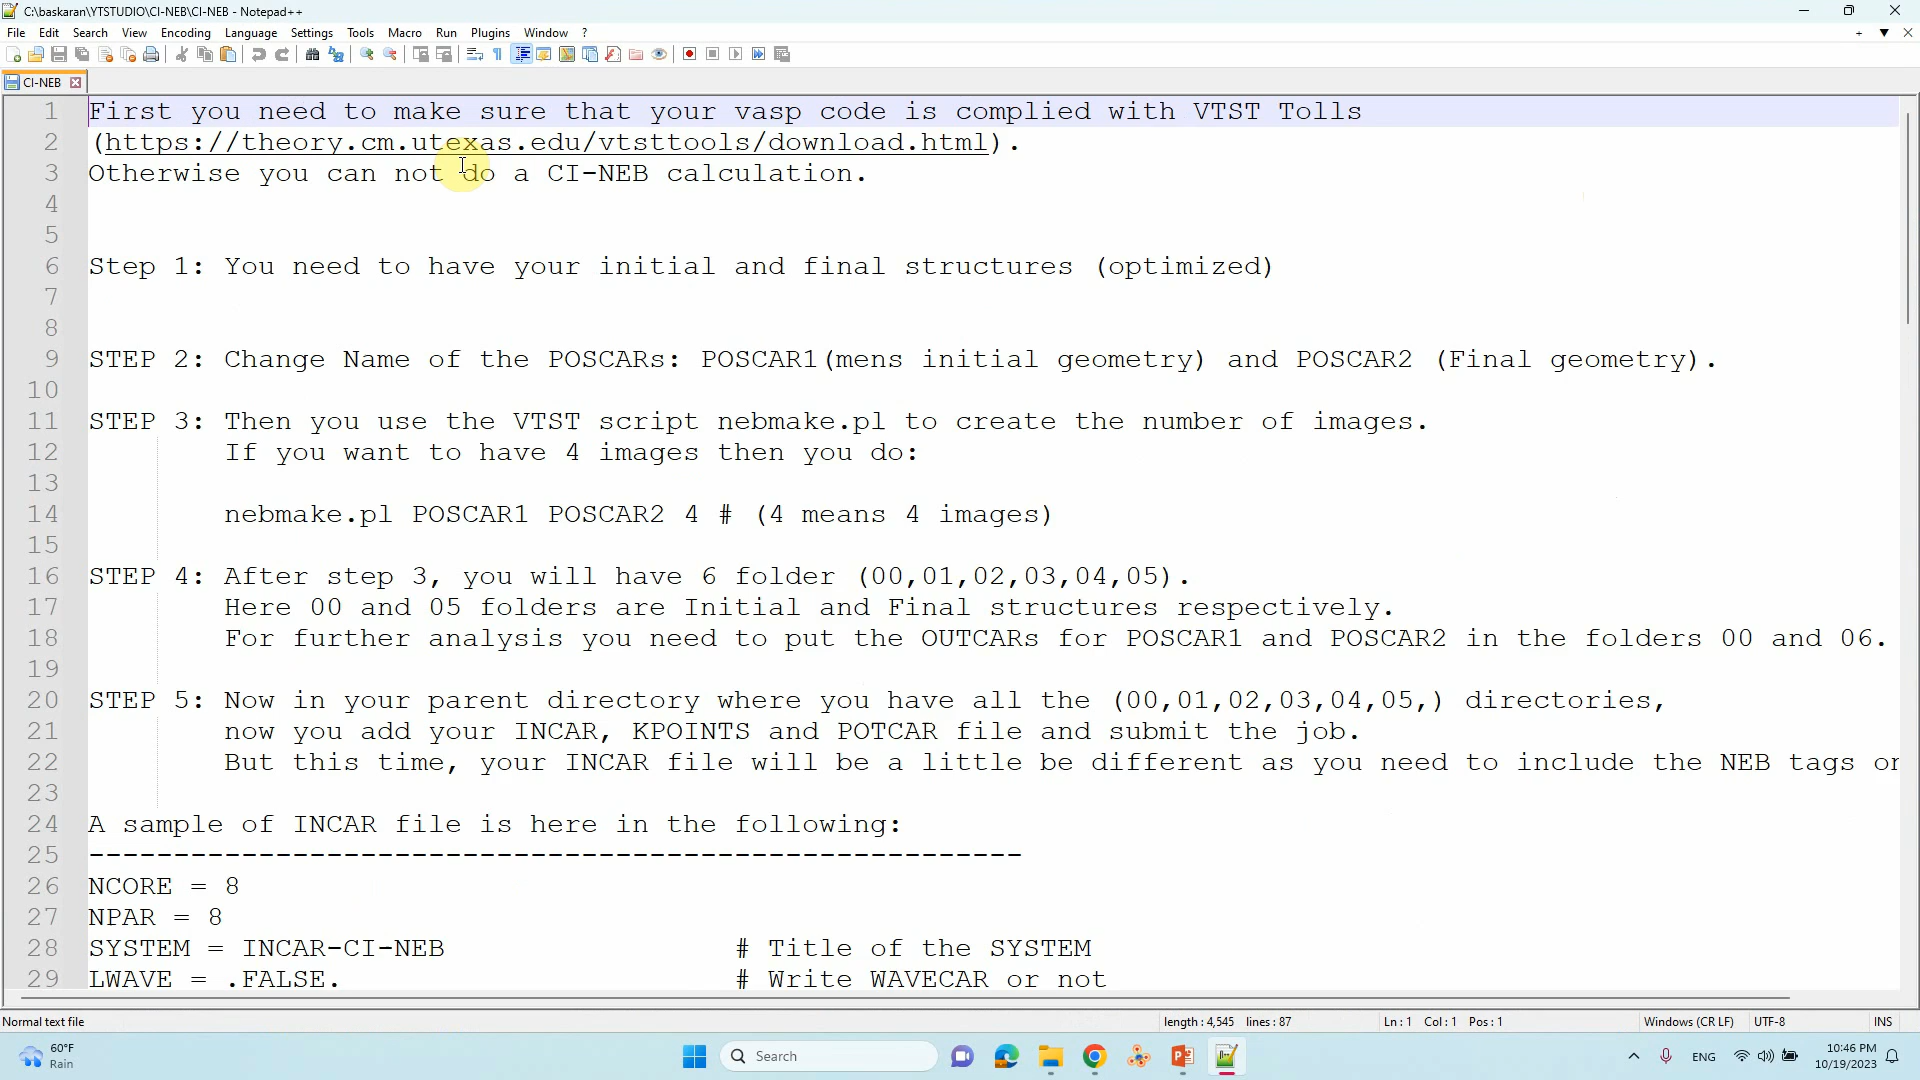 C:\baskaran\YTSTUDIO\CI-NEB\CI-NEB - Notepad++
File Edit Search View Encoding Language Settings Tools Macro Run Plugins Window ?
CI-NEB
1 First you need to make sure that your vasp code is complied with VTST Tolls
2 (https://theory.cm.utexas.edu/vtsttools/download.html).
3 Otherwise you can not do a CI-NEB calculation.
4
5
6 Step 1: You need to have your initial and final structures (optimized)
7
8
9 STEP 2: Change Name of the POSCARs: POSCAR1(mens initial geometry) and POSCAR2 (Final geometry).
10
11 STEP 3: Then you use the VTST script nebmake.pl to create the number of images.
12 If you want to have 4 images then you do:
13
14 nebmake.pl POSCAR1 POSCAR2 4 # (4 means 4 images)
15
16 STEP 4: After step 3, you will have 6 folder (00,01,02,03,04,05).
17 Here 00 and 05 folders are Initial and Final structures respectively.
18 For further analysis you need to put the OUTCARs for POSCAR1 and POSCAR2 in the folders 00 and 06.
19
20 STEP 5: Now in your parent directory where you have all the (00,01,02,03,04,05,) directories,
21 now you add your INCAR, KPOINTS and POTCAR file and submit the job.
22 But this time, your INCAR file will be a little be different as you need to include the NEB tags or
23
24 A sample of INCAR file is here in the following:
25 -------------------------------------------------------
26 NCORE = 8
27 NPAR = 8
28 SYSTEM = INCAR-CI-NEB # Title of the SYSTEM
29 LWAVE = .FALSE. # Write WAVECAR or not
Normal text file length : 4,545 lines : 87 Ln : 1 Col : 1 Pos : 1 Windows (CR LF) UTF-8 INS
60°F
Rain
Search
ENG
10:46 PM
10/19/2023